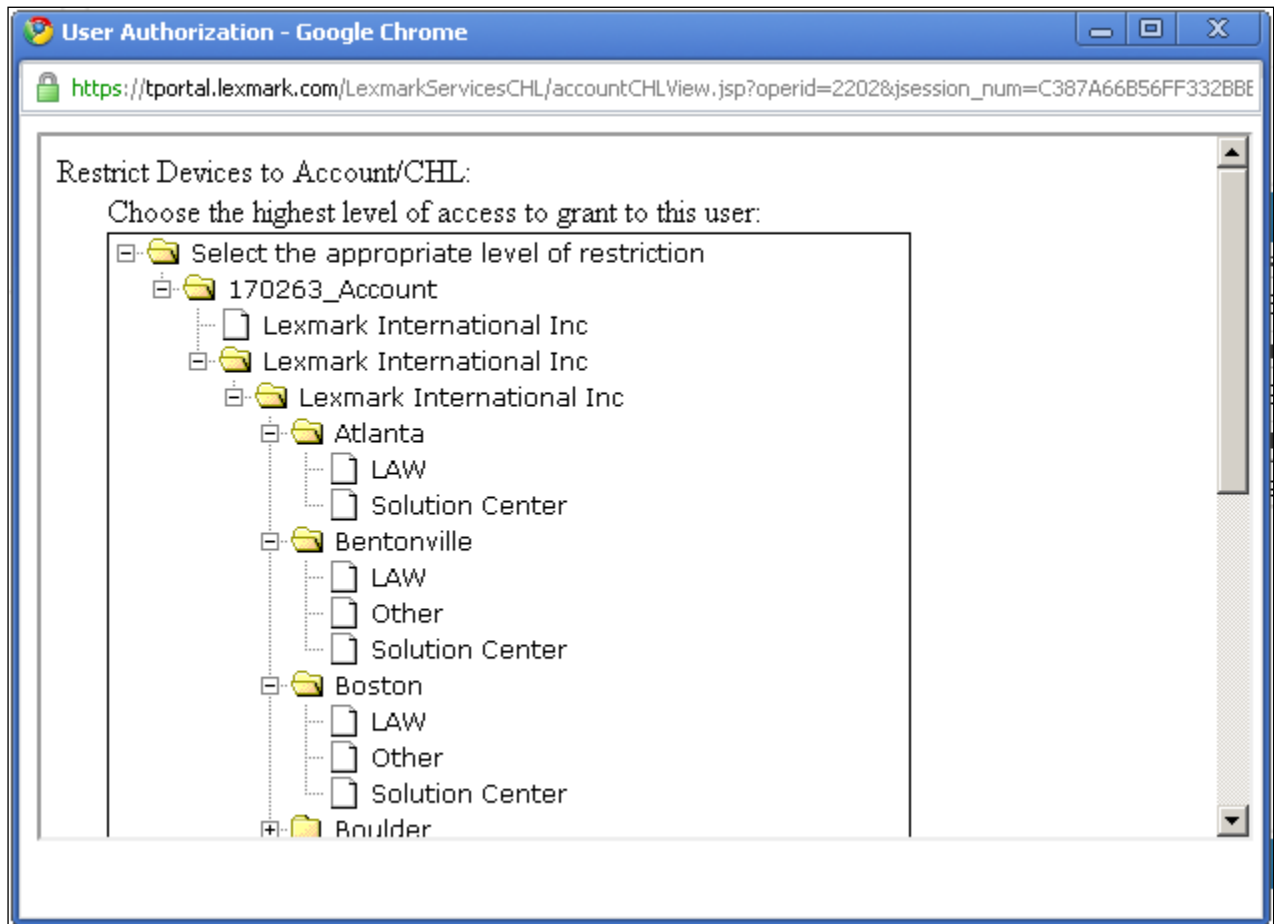 User Authorization - Google Chrome
https://tportal.lexmark.com/LexmarkServicesCHL/accountCHLView.jsp?operid=2202&jsession_num=C387A66B56FF332BBE
Restrict Devices to Account/CHL:
Choose the highest level of access to grant to this user:
Select the appropriate level of restriction
170263_Account
Lexmark International Inc
Lexmark International Inc
Lexmark International Inc
Atlanta
LAW
Solution Center
Bentonville
LAW
Other
Solution Center
Boston
LAW
Other
Solution Center
Boulder